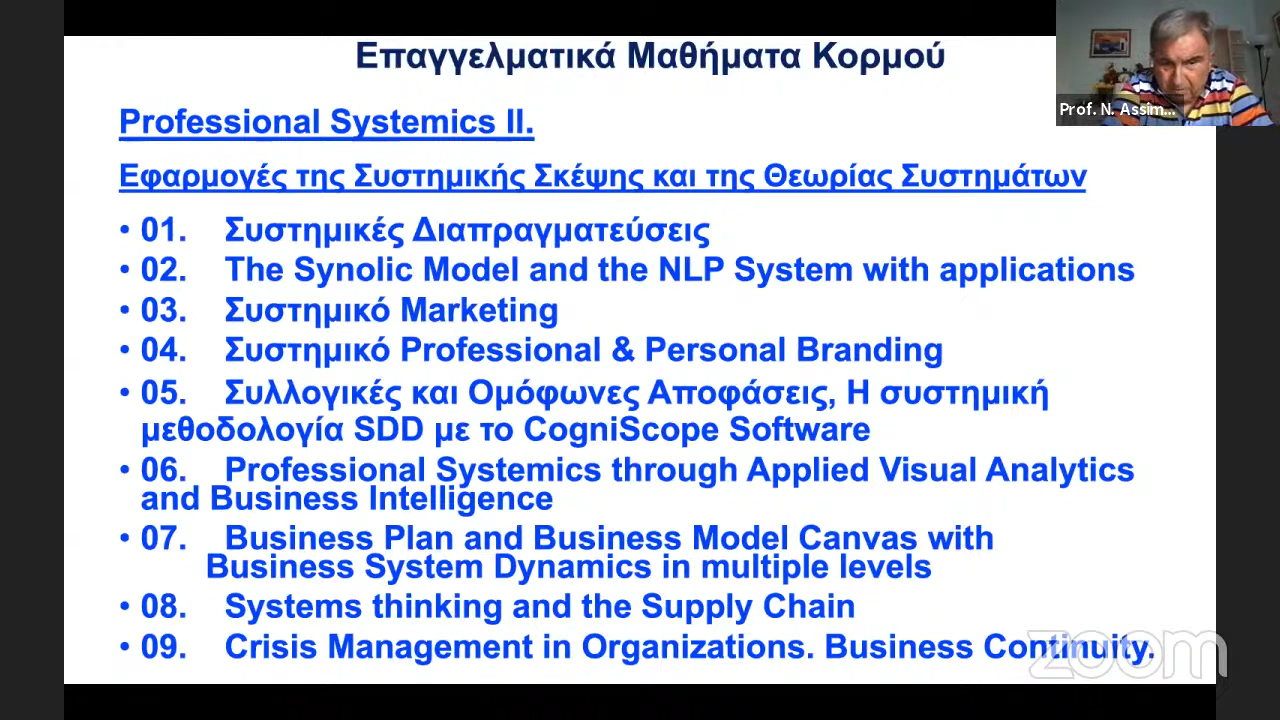 Επαγγελματικά Μαθήματα Κορμού
Prof. N. Assim...
Professional Systemics II.
Εφαρμογές της Συστημικής Σκέψης και της Θεωρίας Συστημάτων
• 01. Συστημικές Διαπραγματεύσεις
• 02. The Synolic Model and the NLP System with applications
• 03. Συστημικό Marketing
• 04. Συστημικό Professional & Personal Branding
• 05. Συλλογικές και Ομόφωνες Αποφάσεις, Η συστημική
μεθοδολογία SDD με το CogniScope Software
• 06. Professional Systemics through Applied Visual Analytics
and Business Intelligence
• 07. Business Plan and Business Model Canvas with
Business System Dynamics in multiple levels
• 08. Systems thinking and the Supply Chain
• 09. Crisis Management in Organizations. Business Continuity.
zoom